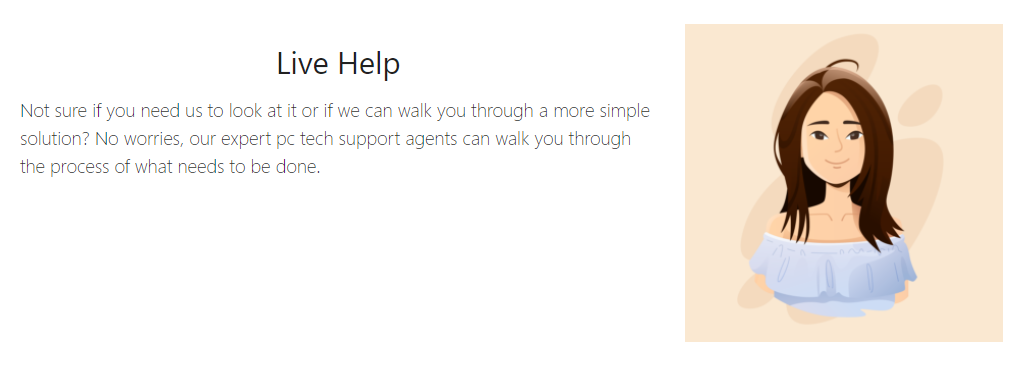 Live Help
Not sure if you need us to look at it or if we can walk you through a more simple
solution? No worries, our expert pc tech support agents can walk you through
the process of what needs to be done.